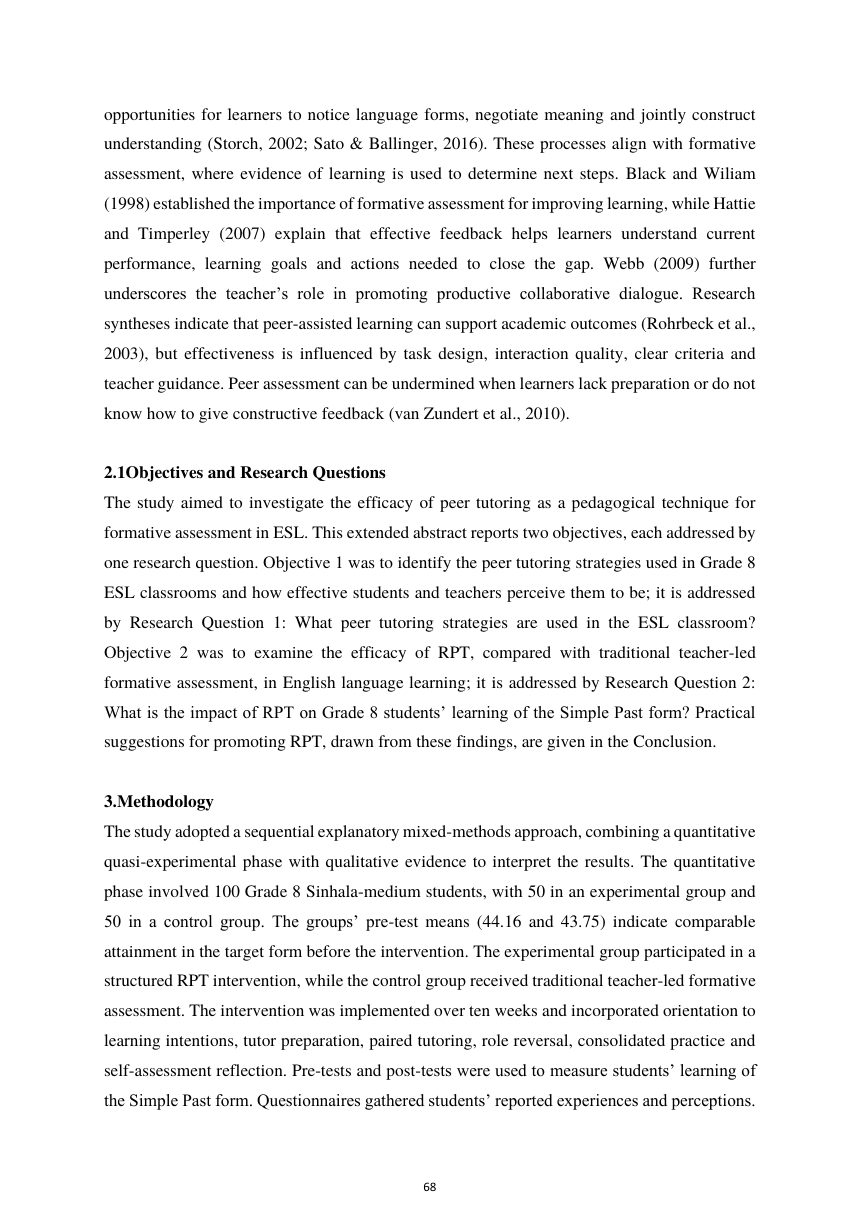 opportunities for learners to notice language forms, negotiate meaning and jointly construct
understanding (Storch, 2002; Sato & Ballinger, 2016). These processes align with formative
assessment, where evidence of learning is used to determine next steps. Black and Wiliam
(1998) established the importance of formative assessment for improving learning, while Hattie
and Timperley (2007) explain that effective feedback helps learners understand current
performance, learning goals and actions needed to close the gap. Webb (2009) further
underscores the teacher’s role in promoting productive collaborative dialogue. Research
syntheses indicate that peer-assisted learning can support academic outcomes (Rohrbeck et al.,
2003), but effectiveness is influenced by task design, interaction quality, clear criteria and
teacher guidance. Peer assessment can be undermined when learners lack preparation or do not
know how to give constructive feedback (van Zundert et al., 2010).
2.1Objectives and Research Questions
The study aimed to investigate the efficacy of peer tutoring as a pedagogical technique for
formative assessment in ESL. This extended abstract reports two objectives, each addressed by
one research question. Objective 1 was to identify the peer tutoring strategies used in Grade 8
ESL classrooms and how effective students and teachers perceive them to be; it is addressed
by Research Question 1: What peer tutoring strategies are used in the ESL classroom?
Objective 2 was to examine the efficacy of RPT, compared with traditional teacher-led
formative assessment, in English language learning; it is addressed by Research Question 2:
What is the impact of RPT on Grade 8 students’ learning of the Simple Past form? Practical
suggestions for promoting RPT, drawn from these findings, are given in the Conclusion.
3.Methodology
The study adopted a sequential explanatory mixed-methods approach, combining a quantitative
quasi-experimental phase with qualitative evidence to interpret the results. The quantitative
phase involved 100 Grade 8 Sinhala-medium students, with 50 in an experimental group and
50 in a control group. The groups’ pre-test means (44.16 and 43.75) indicate comparable
attainment in the target form before the intervention. The experimental group participated in a
structured RPT intervention, while the control group received traditional teacher-led formative
assessment. The intervention was implemented over ten weeks and incorporated orientation to
learning intentions, tutor preparation, paired tutoring, role reversal, consolidated practice and
self-assessment reflection. Pre-tests and post-tests were used to measure students’ learning of
the Simple Past form. Questionnaires gathered students’ reported experiences and perceptions.
68